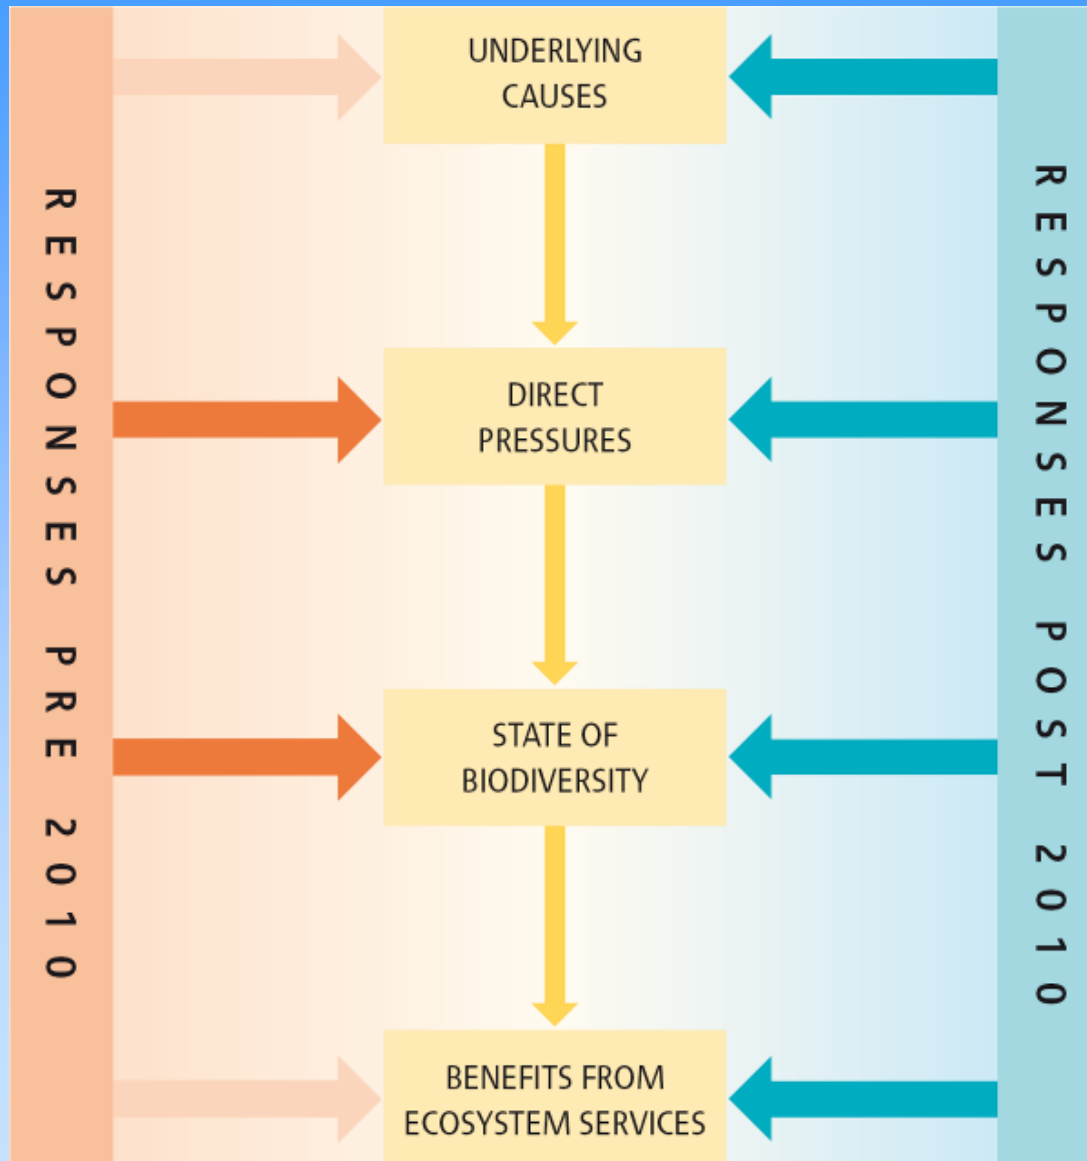 RESPONSES PRE 2010
UNDERLYING
CAUSES
DIRECT
PRESSURES
STATE OF
BIODIVERSITY
BENEFITS FROM
ECOSYSTEM SERVICES
RESPONSES POST 2010